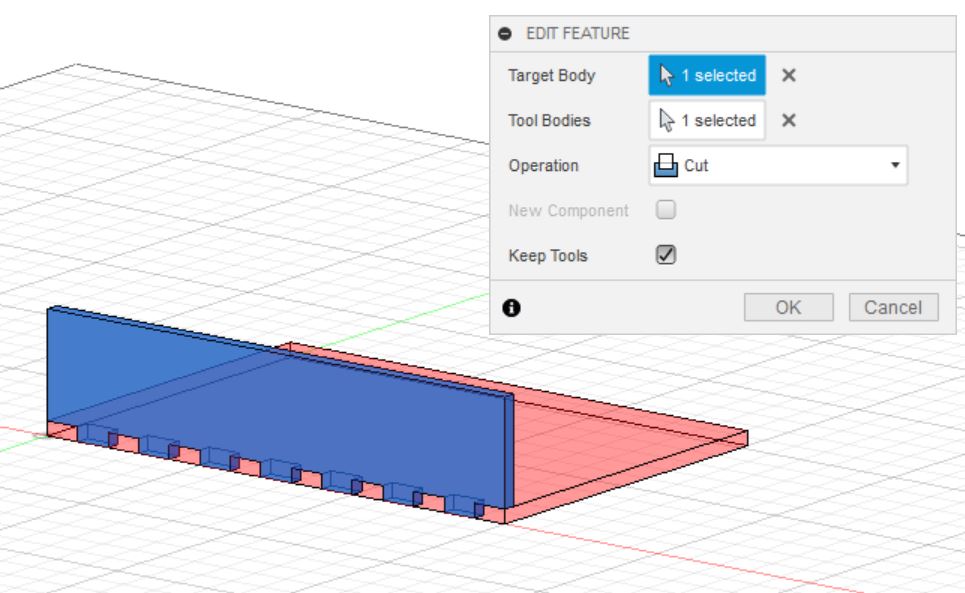 EDIT FEATURE
Target Body 1 selected
Tool Bodies 1 selected
Operation Cut
New Component
Keep Tools
OK Cancel